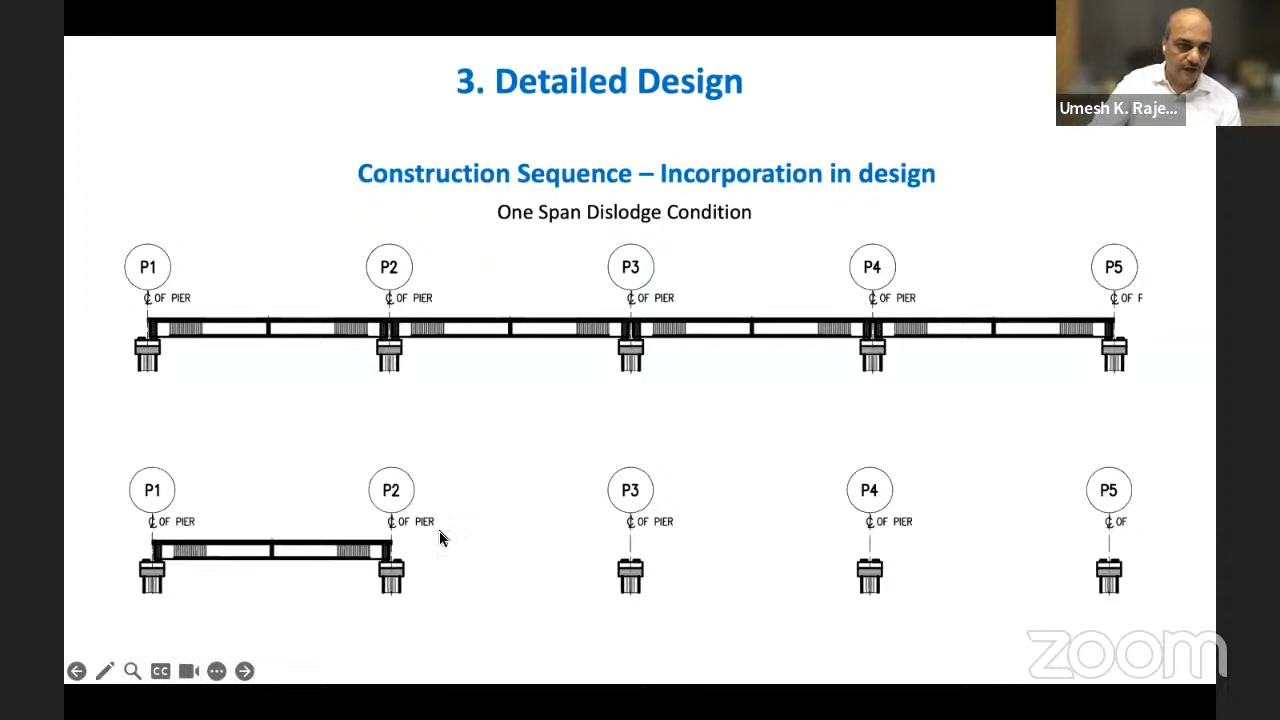 3. Detailed Design
Umesh K. Raje...
Construction Sequence – Incorporation in design
One Span Dislodge Condition
P1 P2 P3 P4 P5
℄ OF PIER ℄ OF PIER ℄ OF PIER ℄ OF PIER ℄ OF P
P1 P2 P3 P4 P5
℄ OF PIER ℄ OF PIER ℄ OF PIER ℄ OF PIER ℄ OF
CC
zoom